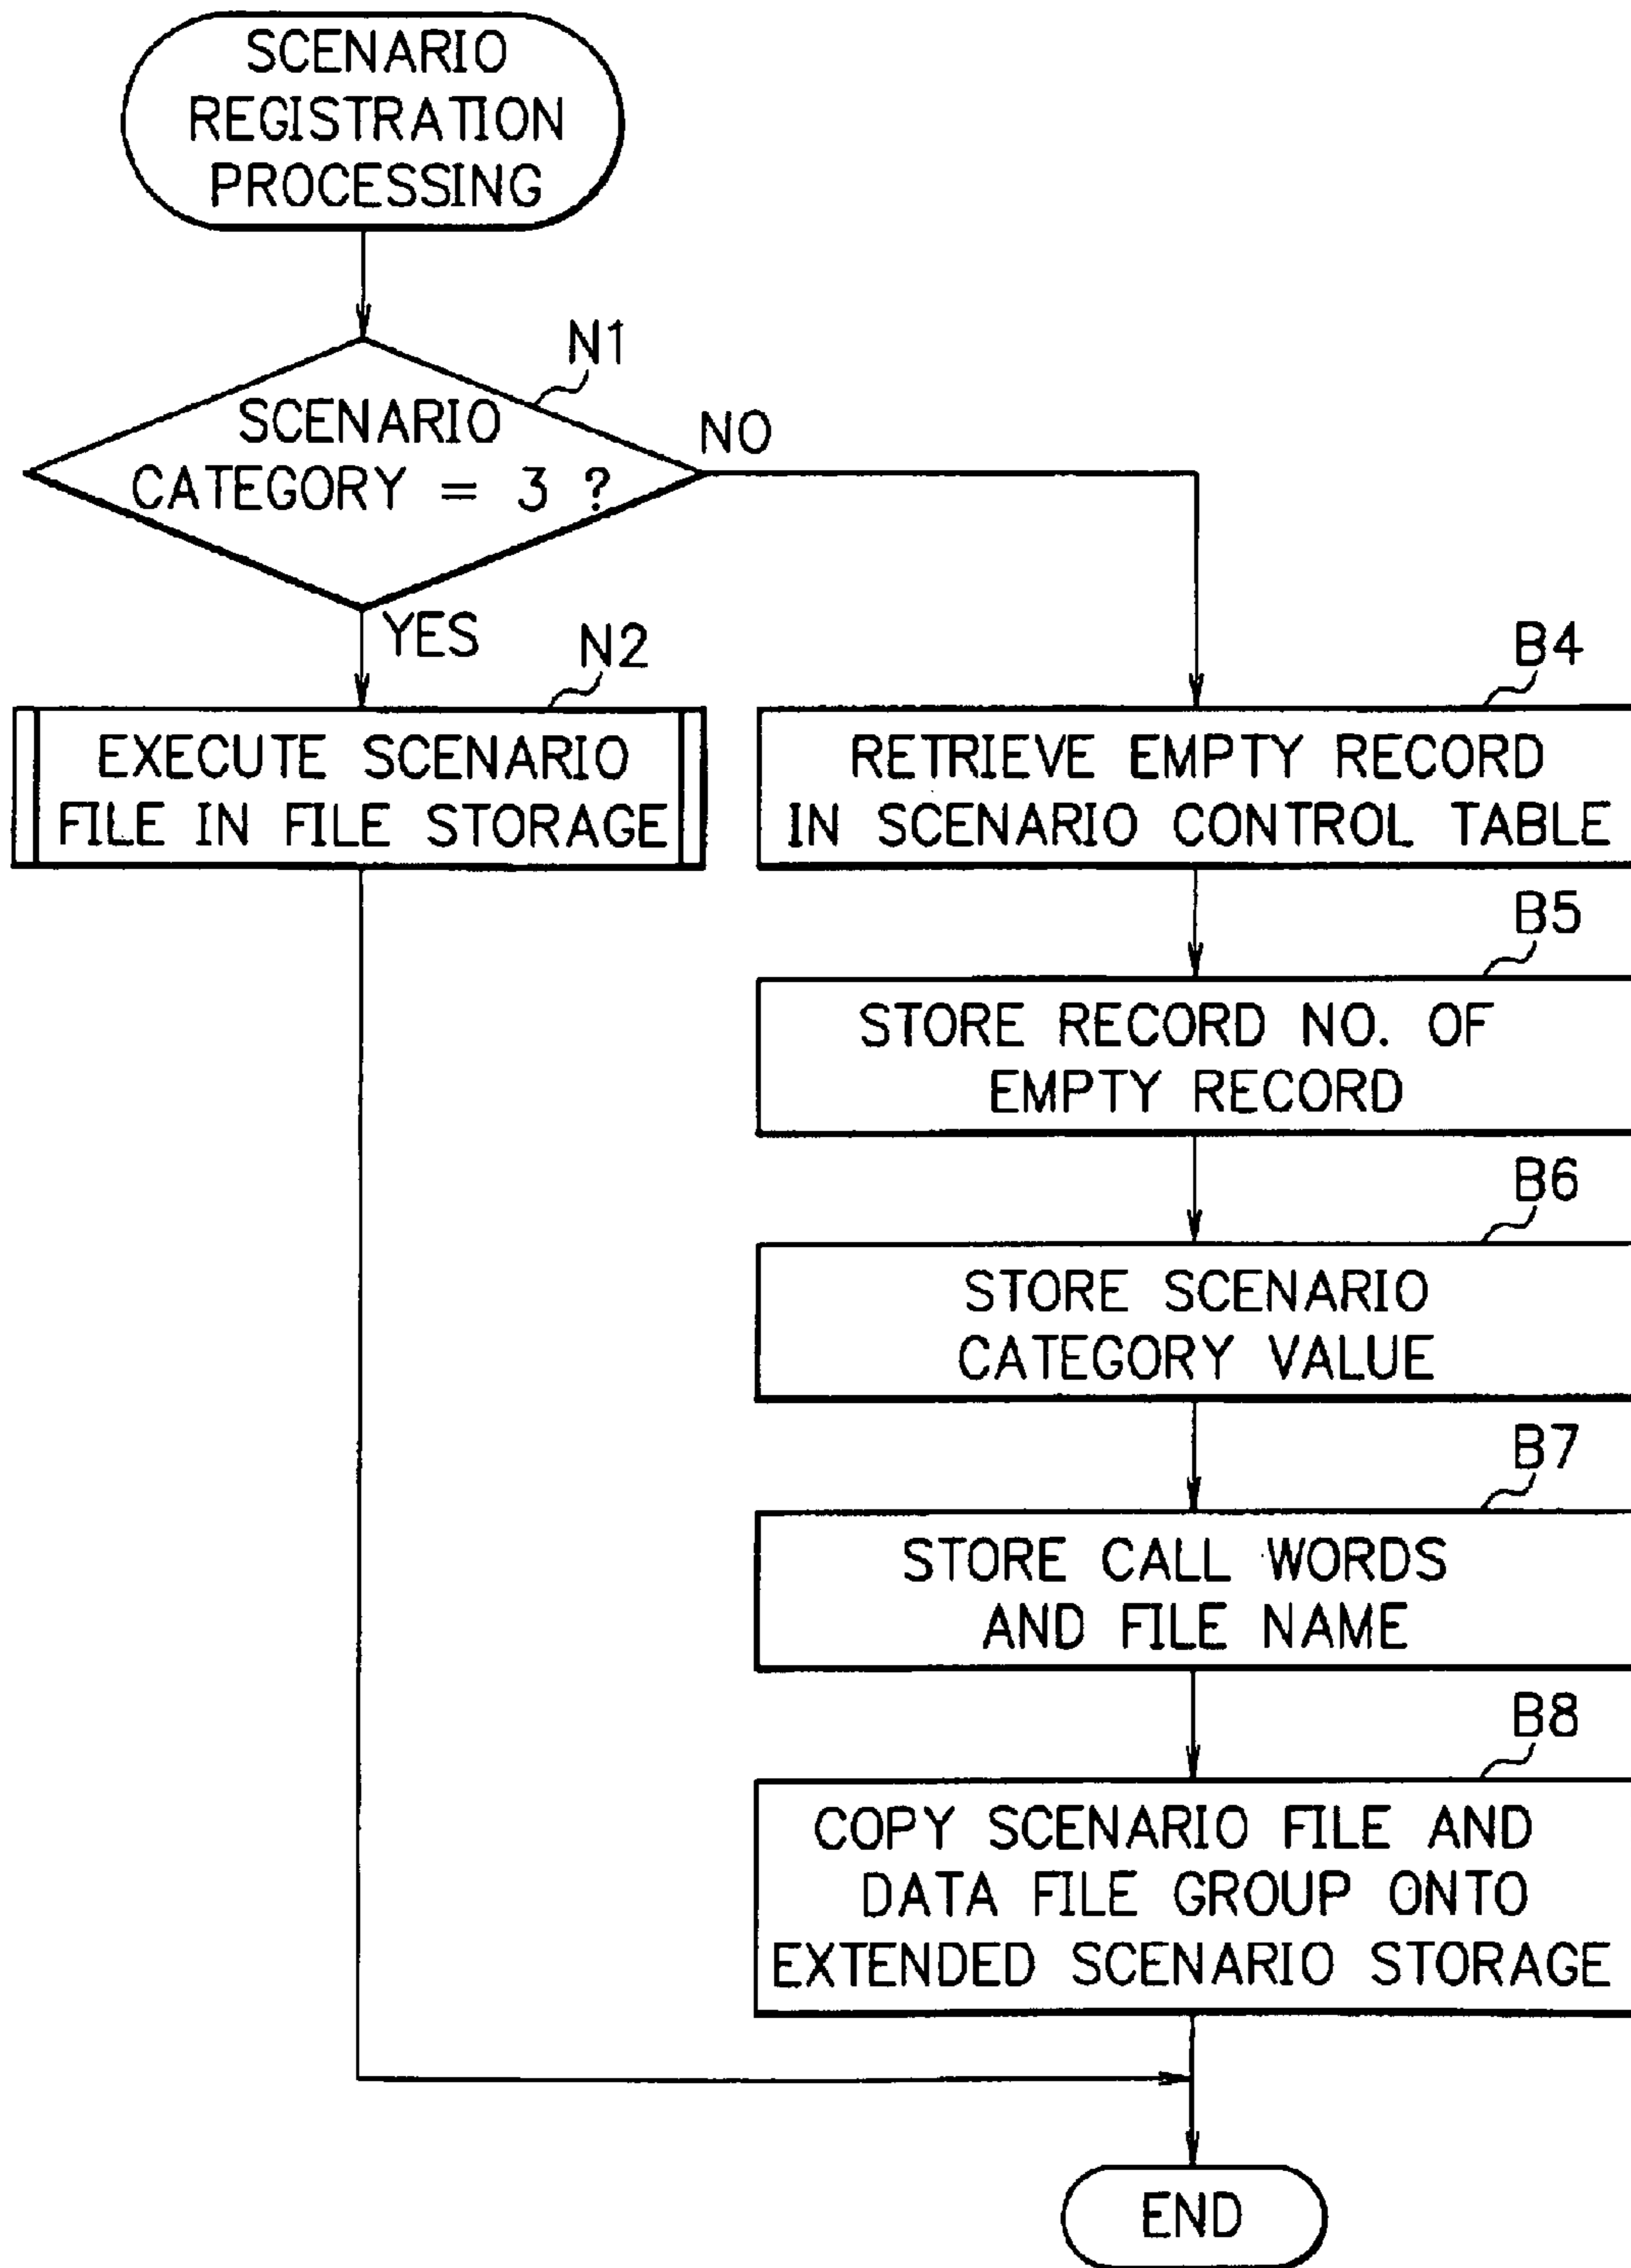 SCENARIO
REGISTRATION
PROCESSING
N1
SCENARIO
CATEGORY = 3 ?
NO
YES
N2
EXECUTE SCENARIO
FILE IN FILE STORAGE
B4
RETRIEVE EMPTY RECORD
IN SCENARIO CONTROL TABLE
B5
STORE RECORD NO. OF
EMPTY RECORD
B6
STORE SCENARIO
CATEGORY VALUE
B7
STORE CALL WORDS
AND FILE NAME
B8
COPY SCENARIO FILE AND
DATA FILE GROUP ONTO
EXTENDED SCENARIO STORAGE
END